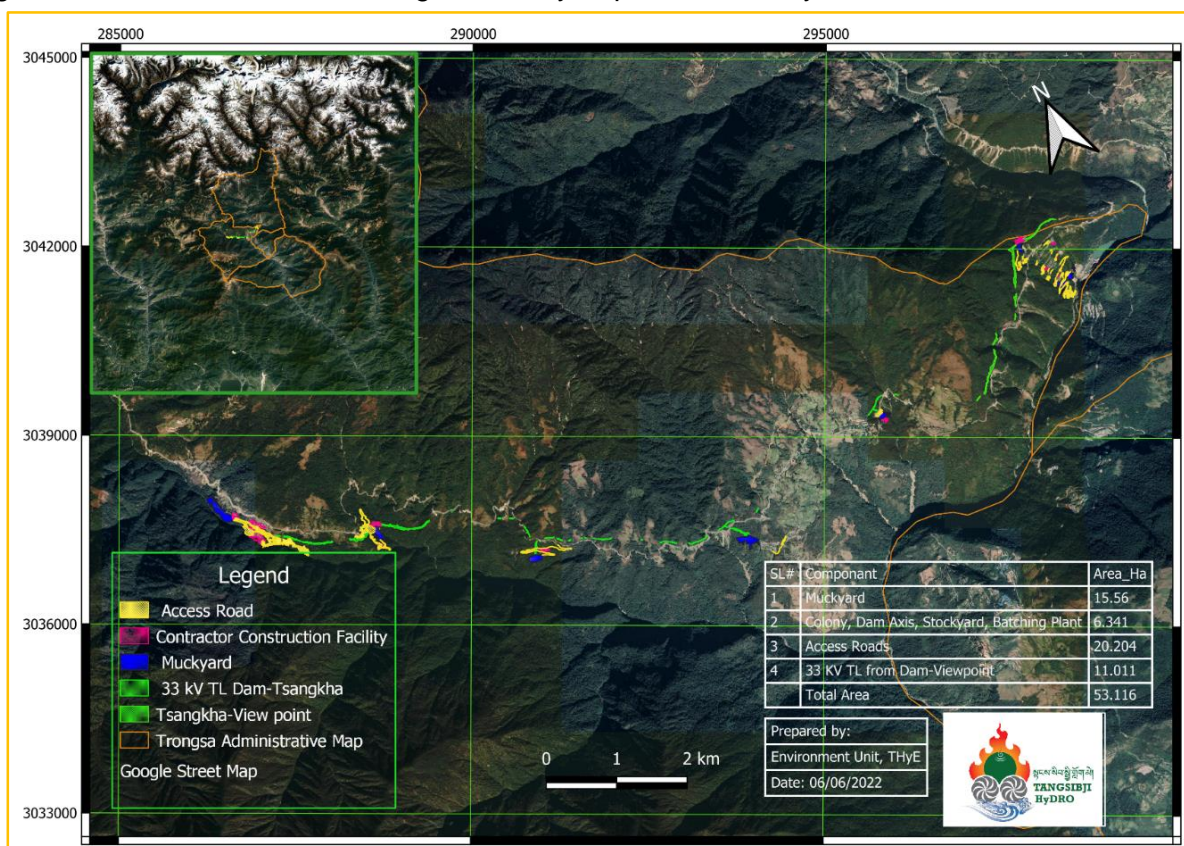 285000 290000 295000
3045000
3042000
3039000
3036000
3033000
N
Legend
Access Road
Contractor Construction Facility
Muckyard
33 kV TL Dam-Tsangkha
Tsangkha-View point
Trongsa Administrative Map
Google Street Map
0 1 2 km
SL# Componant Area_Ha
1 Muckyard 15.56
2 Colony, Dam Axis, Stockyard, Batching Plant 6.341
3 Access Roads 20.204
4 33 KV TL from Dam-Viewpoint 11.011
Total Area 53.116
Prepared by:
Environment Unit, THyE
Date: 06/06/2022
TANGSIBJI
HyDRO